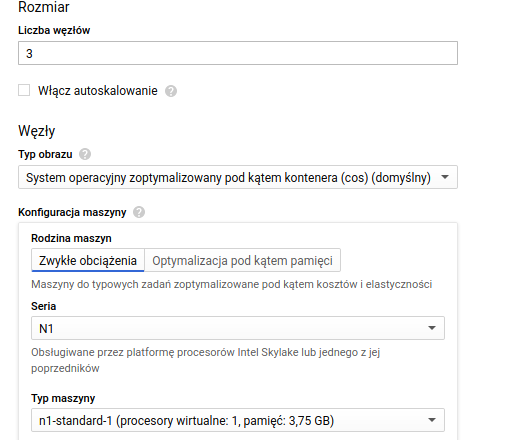 Rozmiar
Liczba węzłów
3
Włącz autoskalowanie ?
Węzły
Typ obrazu ?
System operacyjny zoptymalizowany pod kątem kontenera (cos) (domyślny)
Konfiguracja maszyny ?
Rodzina maszyn
Zwykłe obciążenia Optymalizacja pod kątem pamięci
Maszyny do typowych zadań zoptymalizowane pod kątem kosztów i elastyczności
Seria
N1
Obsługiwane przez platformę procesorów Intel Skylake lub jednego z jej
poprzedników
Typ maszyny
n1-standard-1 (procesory wirtualne: 1, pamięć: 3,75 GB)